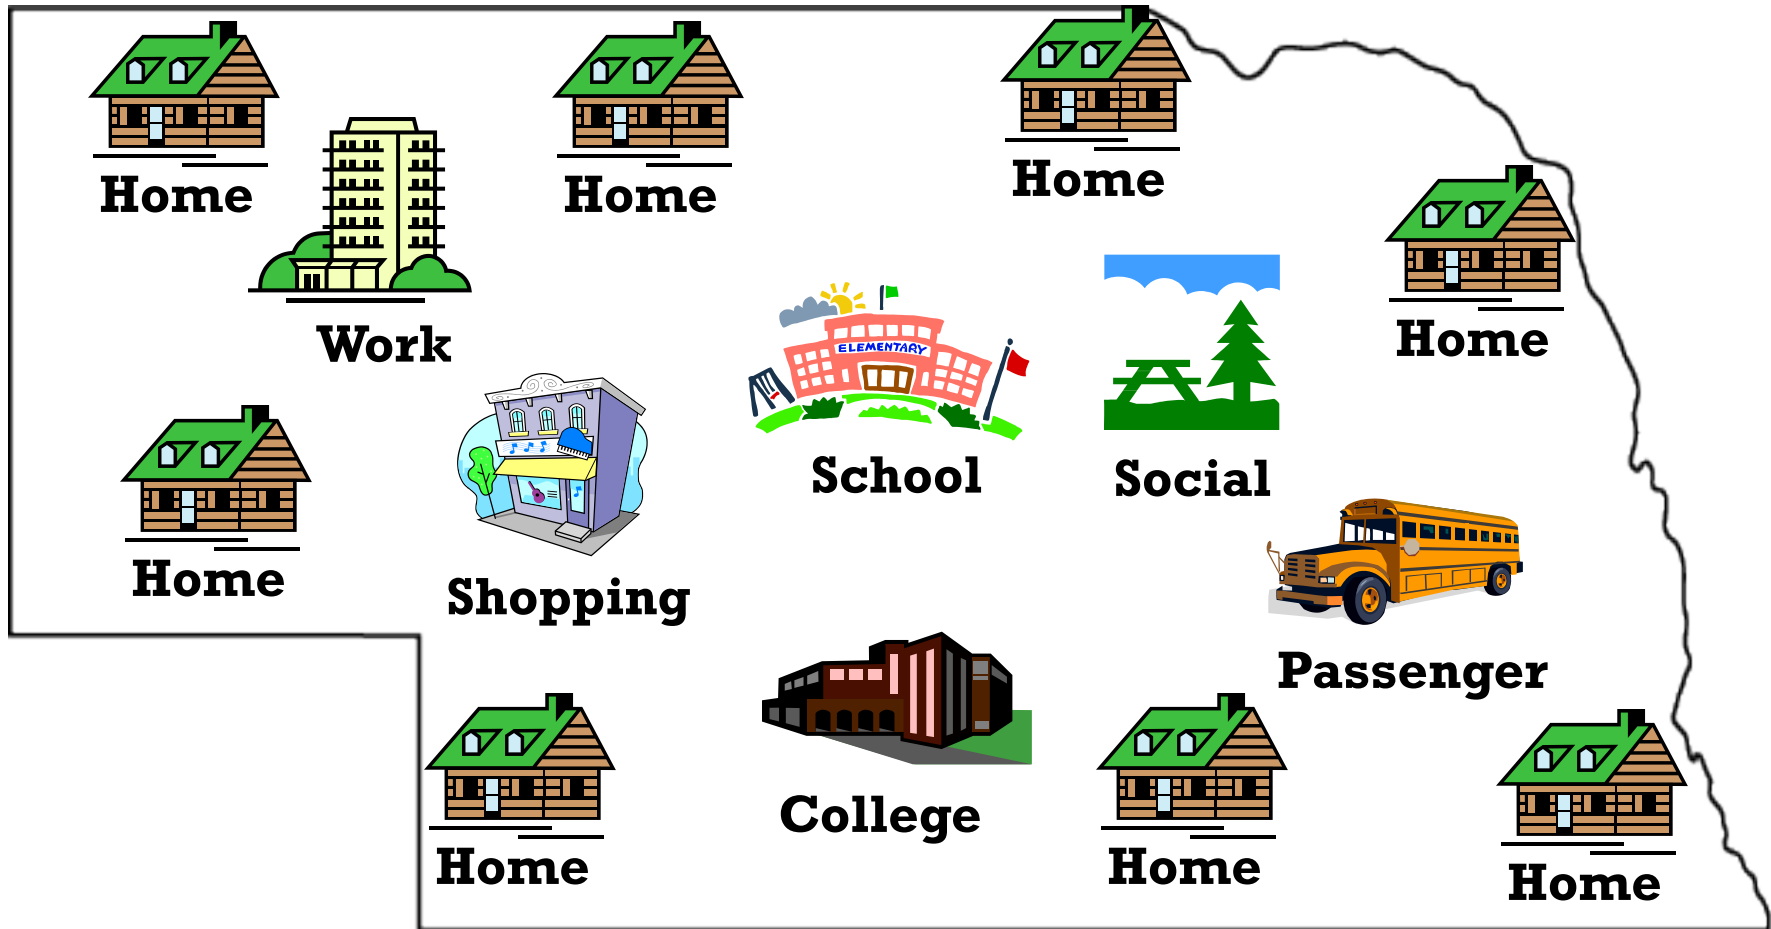 Home
Home
Home
Home
Work
ELEMENTARY
School
Social
Home
Shopping
Passenger
College
Home
Home
Home